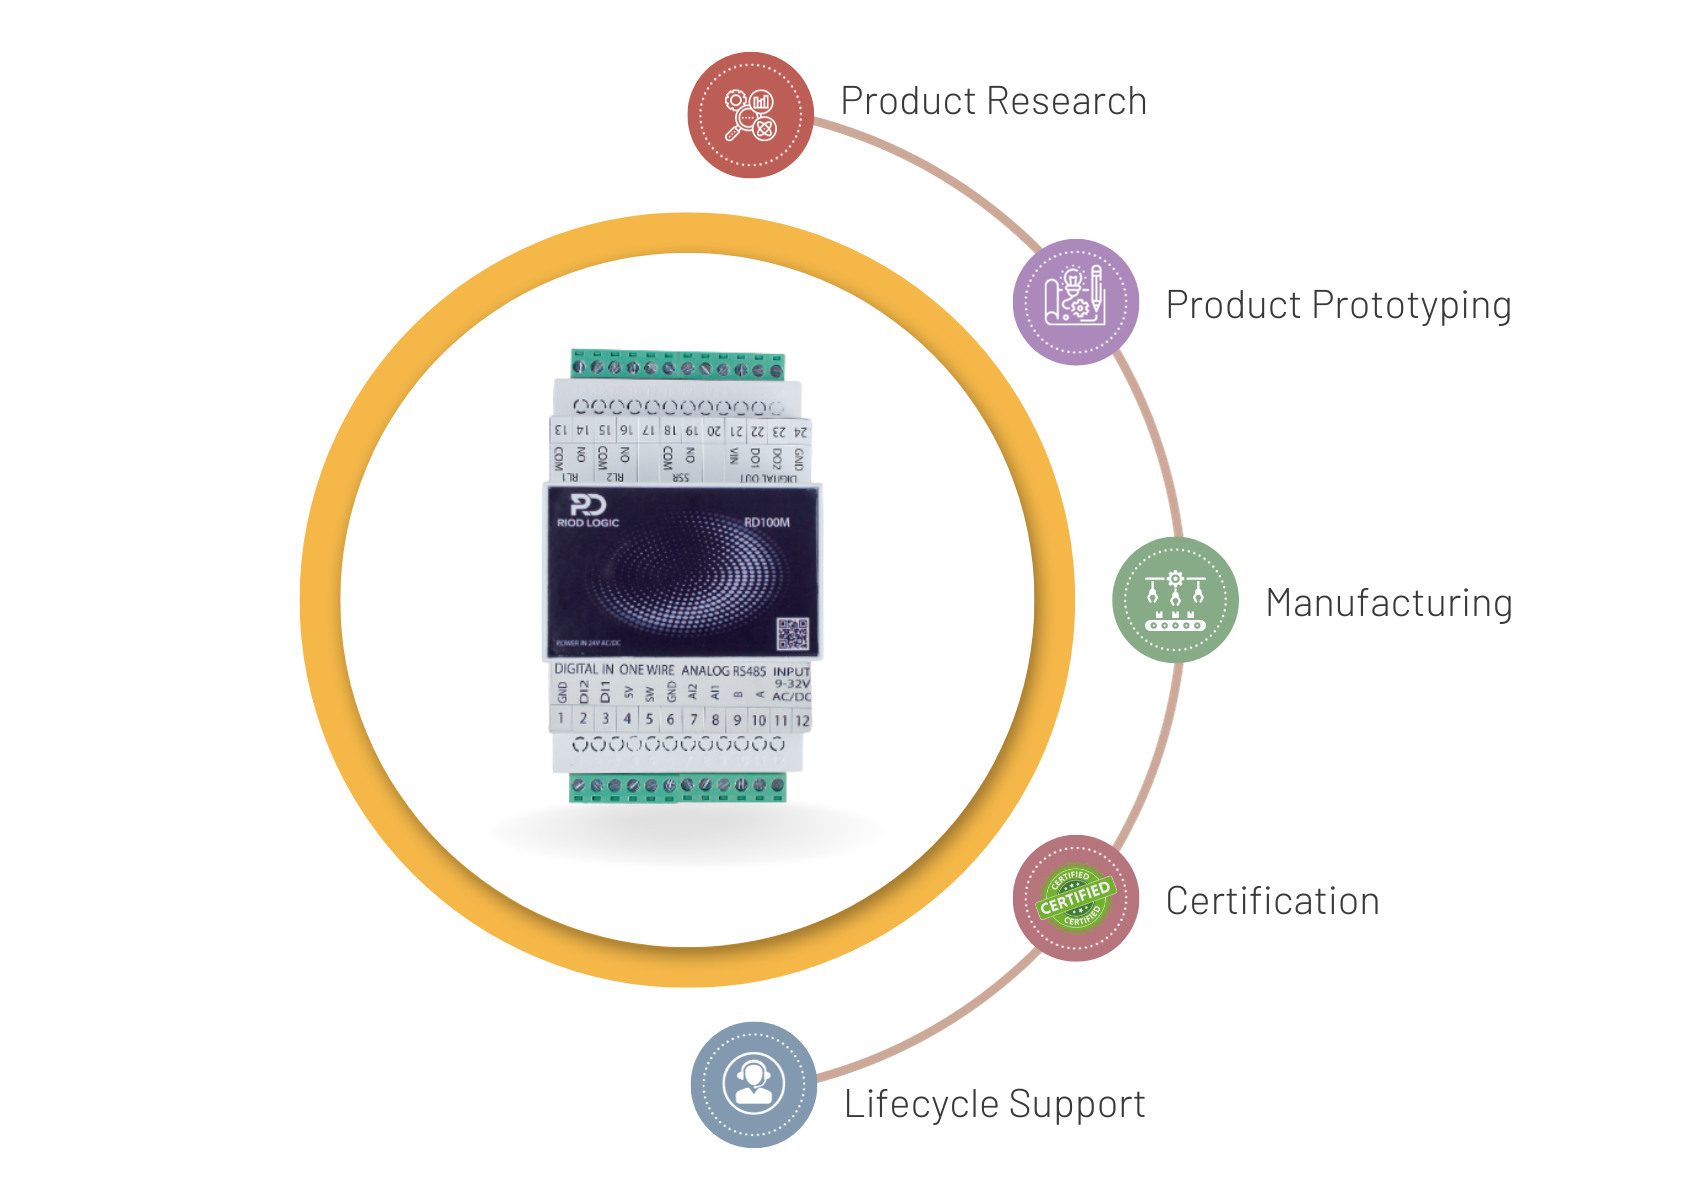 Product Research
Product Prototyping
Manufacturing
CERTIFIED
CERTIFIED
CERTIFIED
Certification
Lifecycle Support
13 14 15 16 17 18 19 20 21 22 23 24
COM NO COM NO COM NO VIN DO1 DO2 GND
RL1 RL2 SSR DIGITAL OUT
RIOD LOGIC
RD100M
POWER IN 24V AC/DC
DIGITAL IN ONE WIRE ANALOG RS485 INPUT
9-32V
AC/DC
GND DI2 DI1 5V 5W GND AI2 AI1 B A
1 2 3 4 5 6 7 8 9 10 11 12